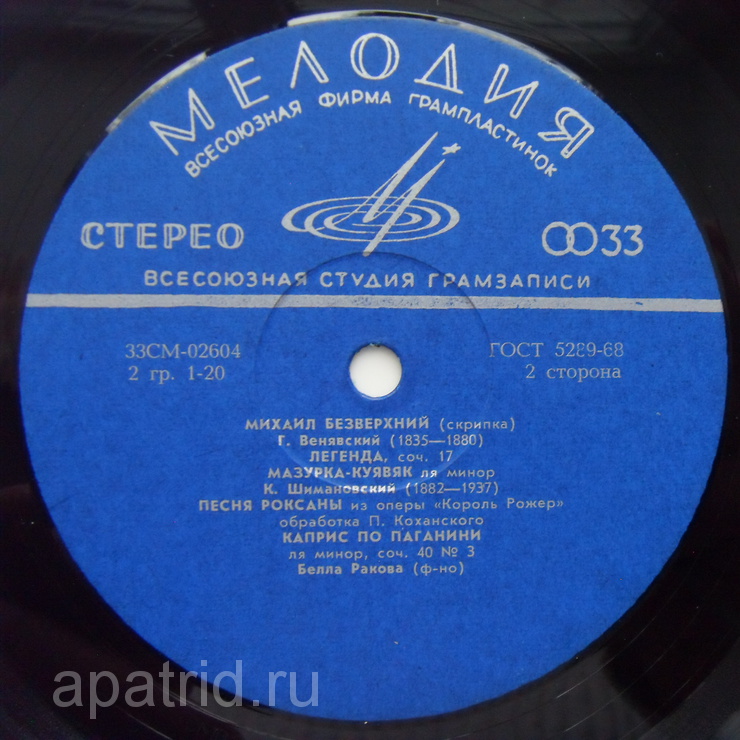 МЕЛОДИЯ
ВСЕСОЮЗНАЯ ФИРМА ГРАМПЛАСТИНОК
СТЕРЕО
33
ВСЕСОЮЗНАЯ СТУДИЯ ГРАМЗАПИСИ
33СМ-02604 ГОСТ 5289-68
2 гр. 1-20 2 сторона
МИХАИЛ БЕЗВЕРХНИЙ (скрипка)
Г. Венявский (1835—1880)
ЛЕГЕНДА, соч. 17
МАЗУРКА-КУЯВЯК ля минор
К. Шимановский (1882—1937)
ПЕСНЯ РОКСАНЫ из оперы «Король Рожер»
обработка П. Коханского
КАПРИС ПО ПАГАНИНИ
ля минор, соч. 40 № 3
Белла Ракова (ф-но)
apatrid.ru